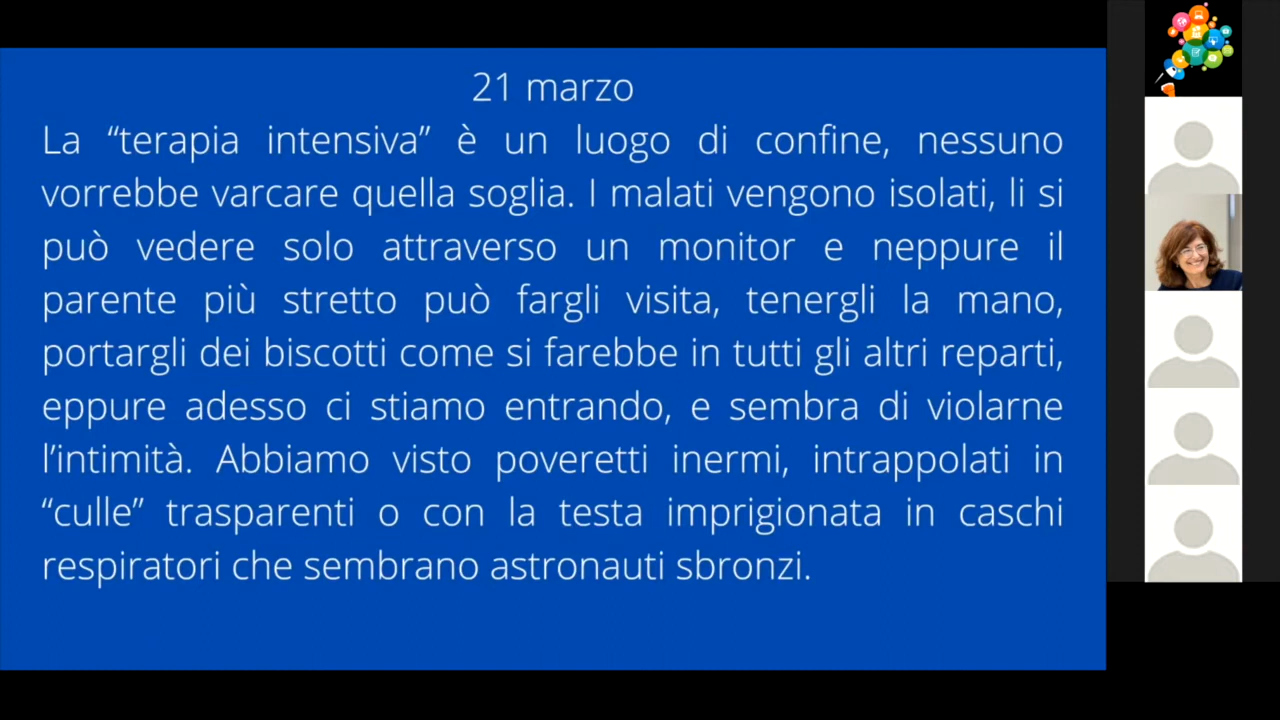 21 marzo
La “terapia intensiva” è un luogo di confine, nessuno
vorrebbe varcare quella soglia. I malati vengono isolati, li si
può vedere solo attraverso un monitor e neppure il
parente più stretto può fargli visita, tenergli la mano,
portargli dei biscotti come si farebbe in tutti gli altri reparti,
eppure adesso ci stiamo entrando, e sembra di violarne
l’intimità. Abbiamo visto poveretti inermi, intrappolati in
“culle” trasparenti o con la testa imprigionata in caschi
respiratori che sembrano astronauti sbronzi.